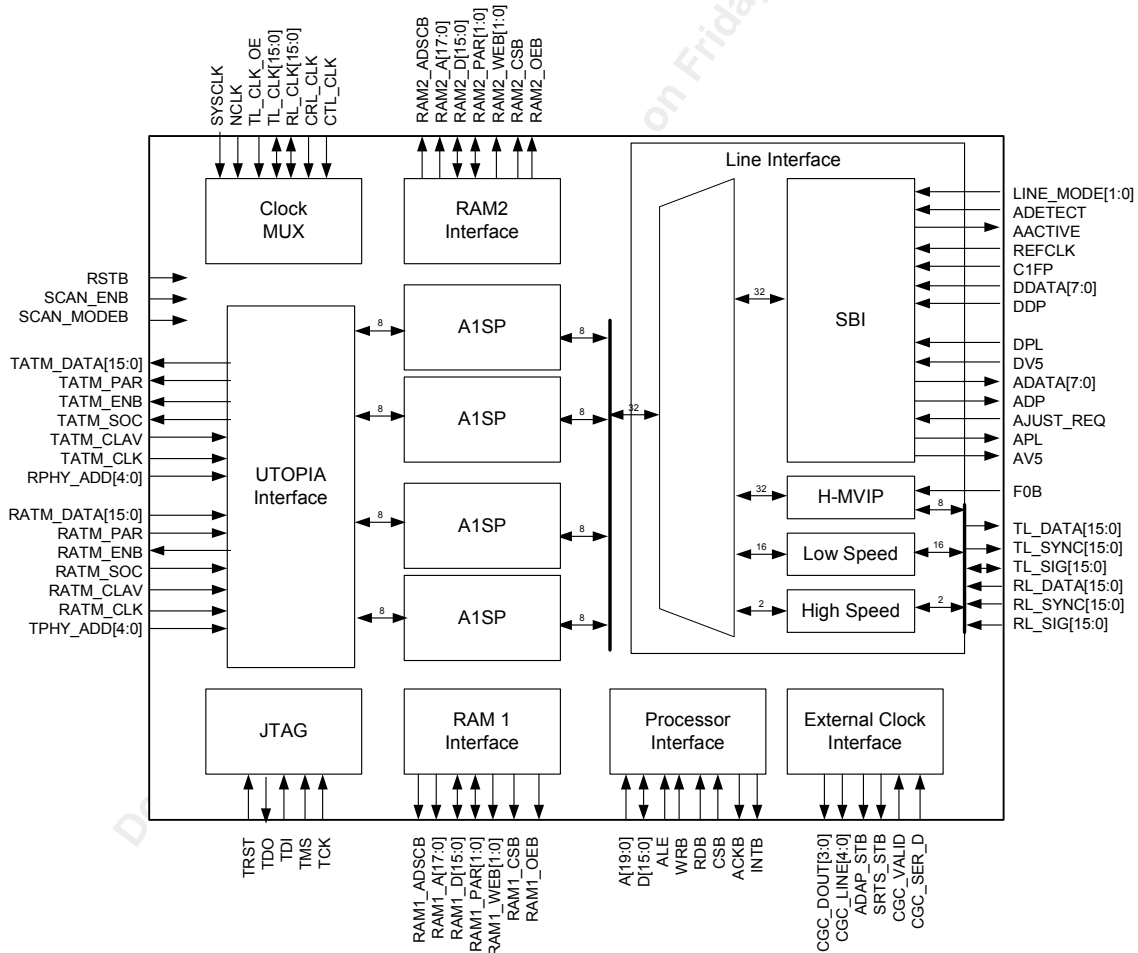 on Friday
SYSCLK
NCLK
TL_CLK_OE
TL_CLK[15:0]
RL_CLK[15:0]
CRL_CLK
CTL_CLK
RAM2_ADSCB
RAM2_A[17:0]
RAM2_D[15:0]
RAM2_PAR[1:0]
RAM2_WEB[1:0]
RAM2_CSB
RAM2_OEB
Clock
MUX
RAM2
Interface
Line Interface
RSTB
SCAN_ENB
SCAN_MODEB
TATM_DATA[15:0]
TATM_PAR
TATM_ENB
TATM_SOC
TATM_CLAV
TATM_CLK
RPHY_ADD[4:0]
RATM_DATA[15:0]
RATM_PAR
RATM_ENB
RATM_SOC
RATM_CLAV
RATM_CLK
TPHY_ADD[4:0]
UTOPIA
Interface
8
A1SP
8
8
A1SP
8
8
A1SP
8
8
A1SP
8
32
32
SBI
32
H-MVIP
8
16
Low Speed
16
2
High Speed
2
LINE_MODE[1:0]
ADETECT
AACTIVE
REFCLK
C1FP
DDATA[7:0]
DDP
DPL
DV5
ADATA[7:0]
ADP
AJUST_REQ
APL
AV5
F0B
TL_DATA[15:0]
TL_SYNC[15:0]
TL_SIG[15:0]
RL_DATA[15:0]
RL_SYNC[15:0]
RL_SIG[15:0]
JTAG
RAM 1
Interface
Processor
Interface
External Clock
Interface
TRST
TDO
TDI
TMS
TCK
RAM1_ADSCB
RAM1_A[17:0]
RAM1_D[15:0]
RAM1_PAR[1:0]
RAM1_WEB[1:0]
RAM1_CSB
RAM1_OEB
A[19:0]
D[15:0]
ALE
WRB
RDB
CSB
ACKB
INTB
CGC_DOUT[3:0]
CGC_LINE[4:0]
ADAP_STB
SRTS_STB
CGC_VALID
CGC_SER_D